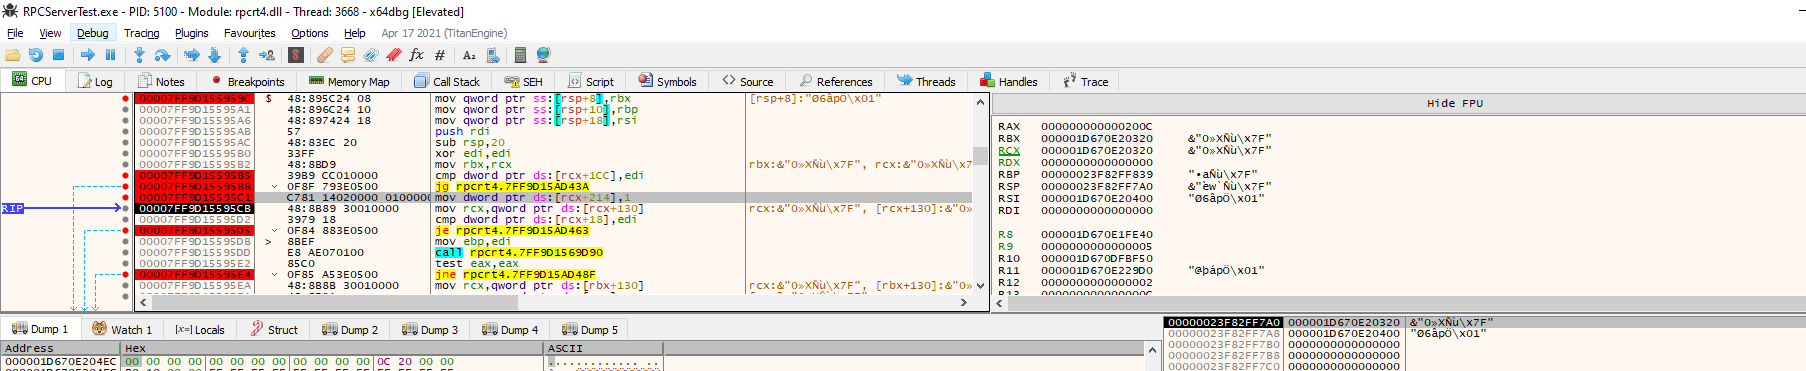 RPCServerTest.exe - PID: 5100 - Module: rpcrt4.dll - Thread: 3668 - x64dbg [Elevated]
File View Debug Tracing Plugins Favourites Options Help Apr 17 2021 (TitanEngine)
CPU Log Notes Breakpoints Memory Map Call Stack SEH Script Symbols Source References Threads Handles Trace
00007FF9D155959C $ 48:895C24 08 mov qword ptr ss:[rsp+8],rbx [rsp+8]:"Ø6åpÖ\x01"
00007FF9D15595A1 48:896C24 10 mov qword ptr ss:[rsp+10],rbp
00007FF9D15595A6 48:897424 18 mov qword ptr ss:[rsp+18],rsi
00007FF9D15595AB 57 push rdi
00007FF9D15595AC 48:83EC 20 sub rsp,20
00007FF9D15595B0 33FF xor edi,edi
00007FF9D15595B2 48:8BD9 mov rbx,rcx rbx:&"O»XÑù\x7F", rcx:&"O»XÑù\x7
00007FF9D15595B5 39B9 CC010000 cmp dword ptr ds:[rcx+1CC],edi
00007FF9D15595BB 0F8F 793E0500 jg rpcrt4.7FF9D15AD43A
00007FF9D15595C1 C781 14020000 0100000 mov dword ptr ds:[rcx+214],1
RIP 00007FF9D15595CB 48:8B89 30010000 mov rcx,qword ptr ds:[rcx+130] rcx:&"O»XÑù\x7F", [rcx+130]:&"O»
00007FF9D15595D2 3979 18 cmp dword ptr ds:[rcx+18],edi
00007FF9D15595D5 0F84 883E0500 je rpcrt4.7FF9D15AD463
00007FF9D15595DB > 8BEF mov ebp,edi
00007FF9D15595DD E8 AE070100 call rpcrt4.7FF9D1569D90
00007FF9D15595E2 85C0 test eax,eax
00007FF9D15595E4 0F85 A53E0500 jne rpcrt4.7FF9D15AD48F
00007FF9D15595EA 48:8B8B 30010000 mov rcx,qword ptr ds:[rbx+130] rcx:&"O»XÑù\x7F", [rbx+130]:&"O»
Hide FPU
RAX 000000000000200C
RBX 000001D670E20320 &"O»XÑù\x7F"
RCX 000001D670E20320 &"O»XÑù\x7F"
RDX 0000000000000000
RBP 00000023F82FF839 "•aÑù\x7F"
RSP 00000023F82FF7A0 &"èw`Ñù\x7F"
RSI 000001D670E20400 "Ø6åpÖ\x01"
RDI 0000000000000000
R8 000001D670E1FE40
R9 0000000000000005
R10 000001D670DFBF50
R11 000001D670E229D0 "@þápÖ\x01"
R12 0000000000000002
Dump 1 Watch 1 Locals Struct Dump 2 Dump 3 Dump 4 Dump 5
Address Hex ASCII
000001D670E204EC 00 00 00 00 00 00 00 00 00 00 00 00 0C 20 00 00
00000023F82FF7A0 000001D670E20320 &"O»XÑù\x7F"
00000023F82FF7A8 000001D670E20400 "Ø6åpÖ\x01"
00000023F82FF7B0 0000000000000000
00000023F82FF7B8 0000000000000000
00000023F82FF7C0 0000000000000000